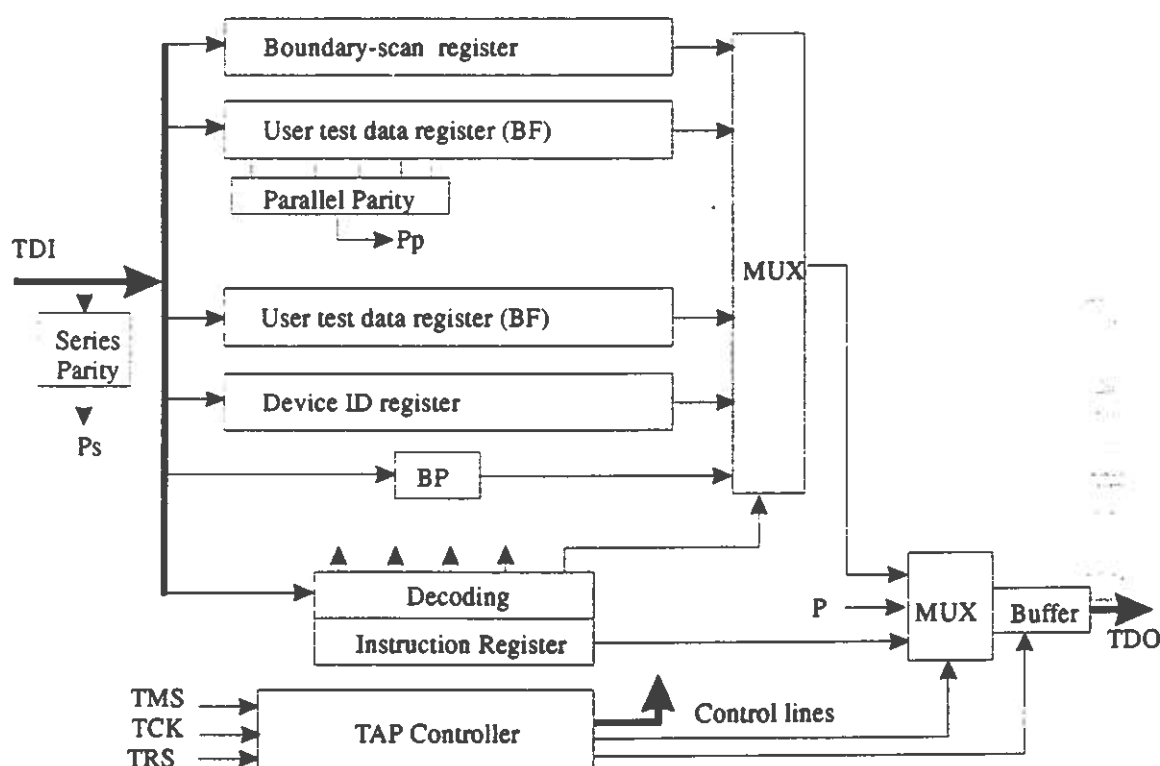 Boundary-scan register
User test data register (BF)
Parallel Parity
Pp
TDI
MUX
User test data register (BF)
Series
Parity
Device ID register
Ps
BP
Decoding
P
MUX
Buffer
TDO
Instruction Register
TMS
TCK
TRS
TAP Controller
Control lines